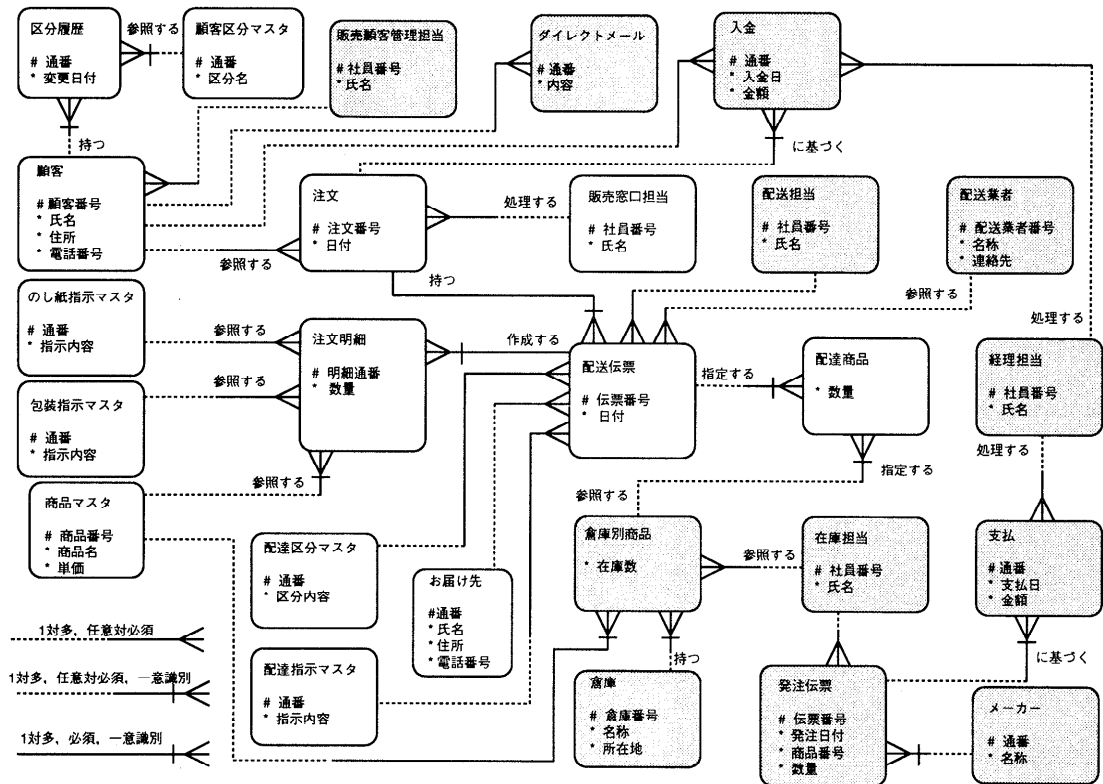 区分履歴
# 通番
* 変更日付
参照する
顧客区分マスタ
# 通番
* 区分名
販売顧客管理担当
# 社員番号
* 氏名
ダイレクトメール
# 通番
* 内容
入金
# 通番
* 入金日
* 金額
持つ
に基づく
顧客
# 顧客番号
* 氏名
* 住所
* 電話番号
参照する
注文
# 注文番号
* 日付
処理する
販売窓口担当
# 社員番号
* 氏名
配送担当
# 社員番号
* 氏名
配送業者
# 配送業者番号
* 名称
* 連絡先
持つ
参照する
処理する
のし紙指示マスタ
# 通番
* 指示内容
参照する
注文明細
# 明細通番
* 数量
作成する
配送伝票
# 伝票番号
* 日付
指定する
配達商品
* 数量
経理担当
# 社員番号
* 氏名
包装指示マスタ
# 通番
* 指示内容
参照する
指定する
処理する
商品マスタ
# 商品番号
* 商品名
* 単価
参照する
参照する
配達区分マスタ
# 通番
* 区分内容
お届け先
#通番
* 氏名
* 住所
* 電話番号
倉庫別商品
* 在庫数
参照する
在庫担当
# 社員番号
* 氏名
支払
# 通番
* 支払日
* 金額
1対多、任意対必須
1対多、任意対必須，一意識別
1対多、必須，一意識別
配達指示マスタ
# 通番
* 指示内容
持つ
倉庫
# 倉庫番号
* 名称
* 所在地
に基づく
発注伝票
# 伝票番号
* 発注日付
* 商品番号
* 数量
メーカー
# 通番
* 名称